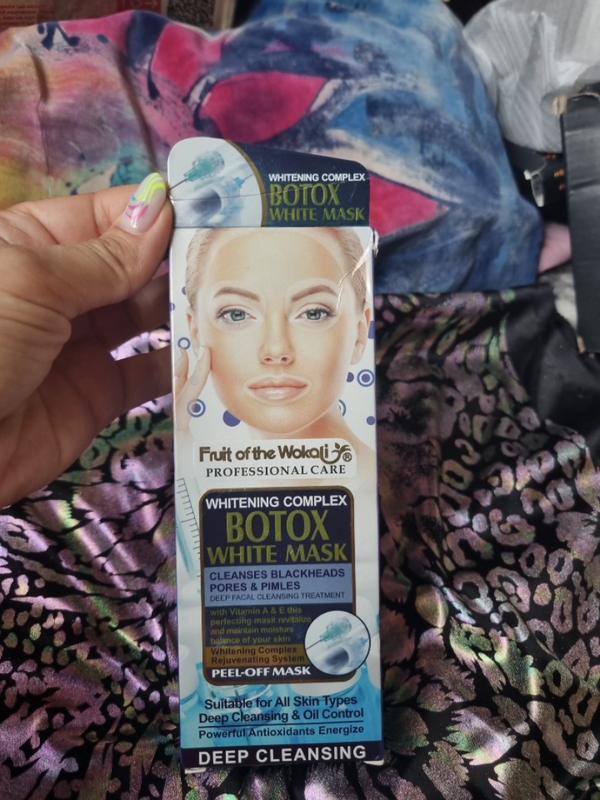 WHITENING COMPLEX
BOTOX
WHITE MASK
Fruit of the Wokali®
PROFESSIONAL CARE
WHITENING COMPLEX
BOTOX
WHITE MASK
CLEANSES BLACKHEADS
PORES & PIMLES
DEEP FACIAL CLEANSING TREATMENT
with Vitamin A & E this
perfecting mask revitalize
and maintain moisture
balance of your skin
Whitening Complex
Rejuvenating System
PEEL-OFF MASK
Suitable for All Skin Types
Deep Cleansing & Oil Control
Powerful Antioxidants Energize
DEEP CLEANSING